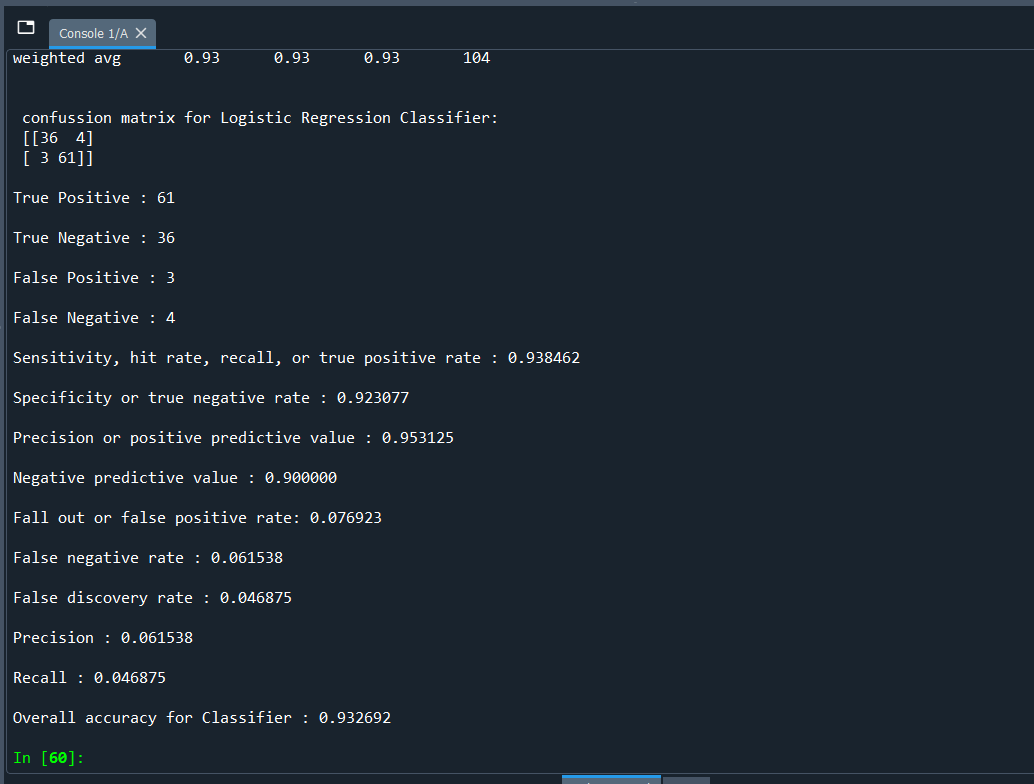 Console 1/A
weighted avg 0.93 0.93 0.93 104
confussion matrix for Logistic Regression Classifier:
[[36 4]
[ 3 61]]
True Positive : 61
True Negative : 36
False Positive : 3
False Negative : 4
Sensitivity, hit rate, recall, or true positive rate : 0.938462
Specificity or true negative rate : 0.923077
Precision or positive predictive value : 0.953125
Negative predictive value : 0.900000
Fall out or false positive rate: 0.076923
False negative rate : 0.061538
False discovery rate : 0.046875
Precision : 0.061538
Recall : 0.046875
Overall accuracy for Classifier : 0.932692
In [60]: